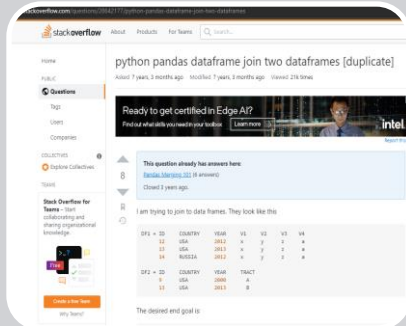 stackoverflow.com/questions/28642177/python-pandas-dataframe-join-two-dataframes
stackoverflow
About
Products
For Teams
Search...
Home
PUBLIC
Questions
Tags
Users
Companies
COLLECTIVES
Explore Collectives
TEAMS
Stack Overflow for
Teams – Start
collaborating and
sharing organizational
knowledge.
Free
Create a free Team
Why Teams?
python pandas dataframe join two dataframes [duplicate]
Asked 7 years, 3 months ago Modified 7 years, 3 months ago Viewed 21k times
Ready to get certified in Edge AI?
Find out what skills you need in your toolbox
Learn more
intel.
8
This question already has answers here:
Pandas Merging 101 (6 answers)
Closed 3 years ago.
I am trying to join to data frames. They look like this
DF1 = ID COUNTRY YEAR V1 V2 V3 V4
12 USA 2012 x y z a
13 USA 2013 x y z a
14 RUSSIA 2012 x y z a
DF2 = ID COUNTRY YEAR TRACT
9 USA 2000 A
13 USA 2013 B
The desired end goal is: